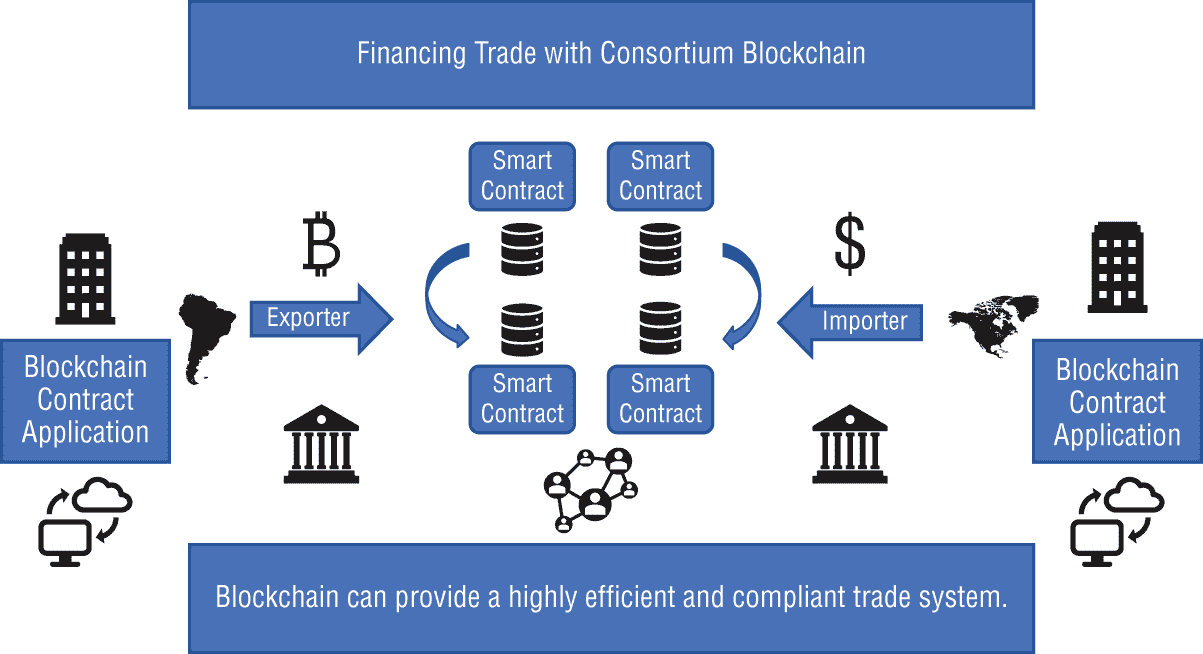 Financing Trade with Consortium Blockchain
Smart
Contract
Smart
Contract
Exporter
Importer
Blockchain
Contract
Application
Smart
Contract
Smart
Contract
Blockchain
Contract
Application
Blockchain can provide a highly efficient and compliant trade system.